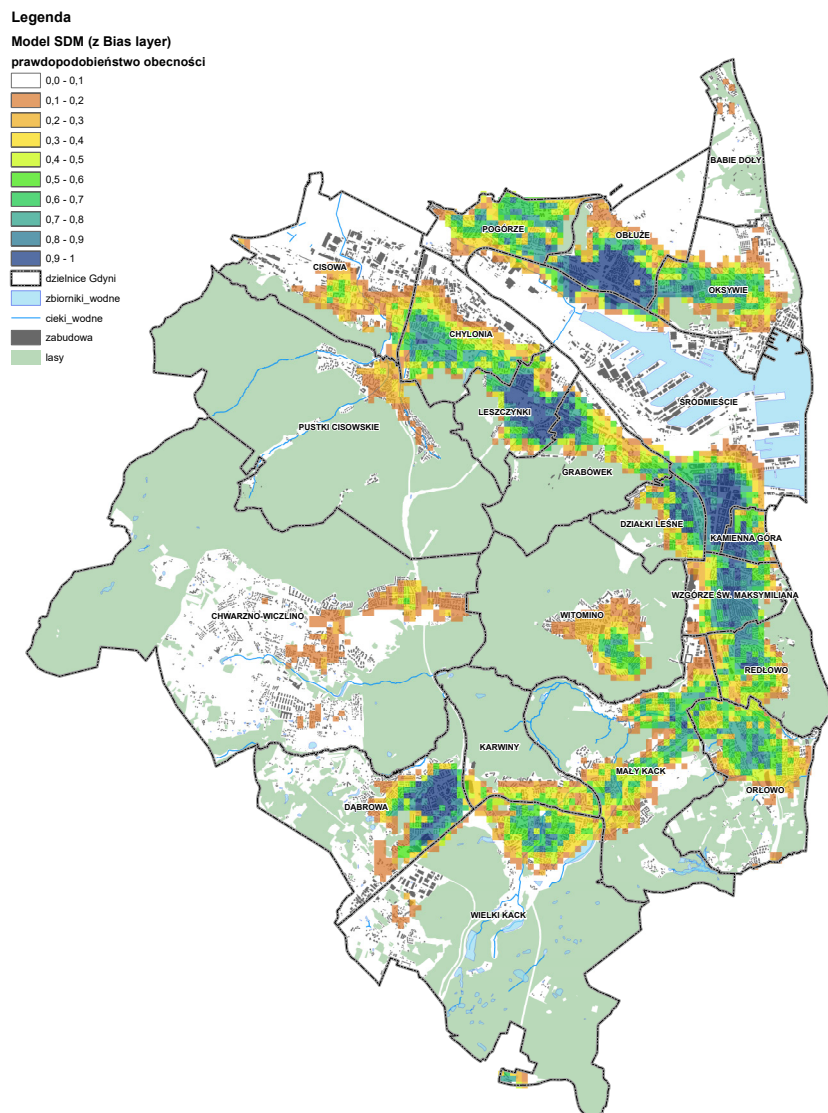 Legenda
Model SDM (z Bias layer)
prawdopodobieństwo obecności
0,0 - 0,1
0,1 - 0,2
0,2 - 0,3
0,3 - 0,4
0,4 - 0,5
0,5 - 0,6
0,6 - 0,7
0,7 - 0,8
0,8 - 0,9
0,9 - 1
dzielnice Gdyni
zbiorniki_wodne
cieki_wodne
zabudowa
lasy
BABIE DOŁY
POGÓRZE
OBŁUŻE
CISOWA
OKSYWIE
CHYLONIA
ŚRÓDMIEŚCIE
LESZCZYNKI
PUSTKI CISOWSKIE
GRABÓWEK
DZIAŁKI LEŚNE
KAMIENNA GÓRA
WZGÓRZE ŚW. MAKSYMILIANA
CHWARZNO-WICZLINO
WITOMINO
REDŁOWO
KARWINY
MAŁY KACK
ORŁOWO
DĄBROWA
WIELKI KACK